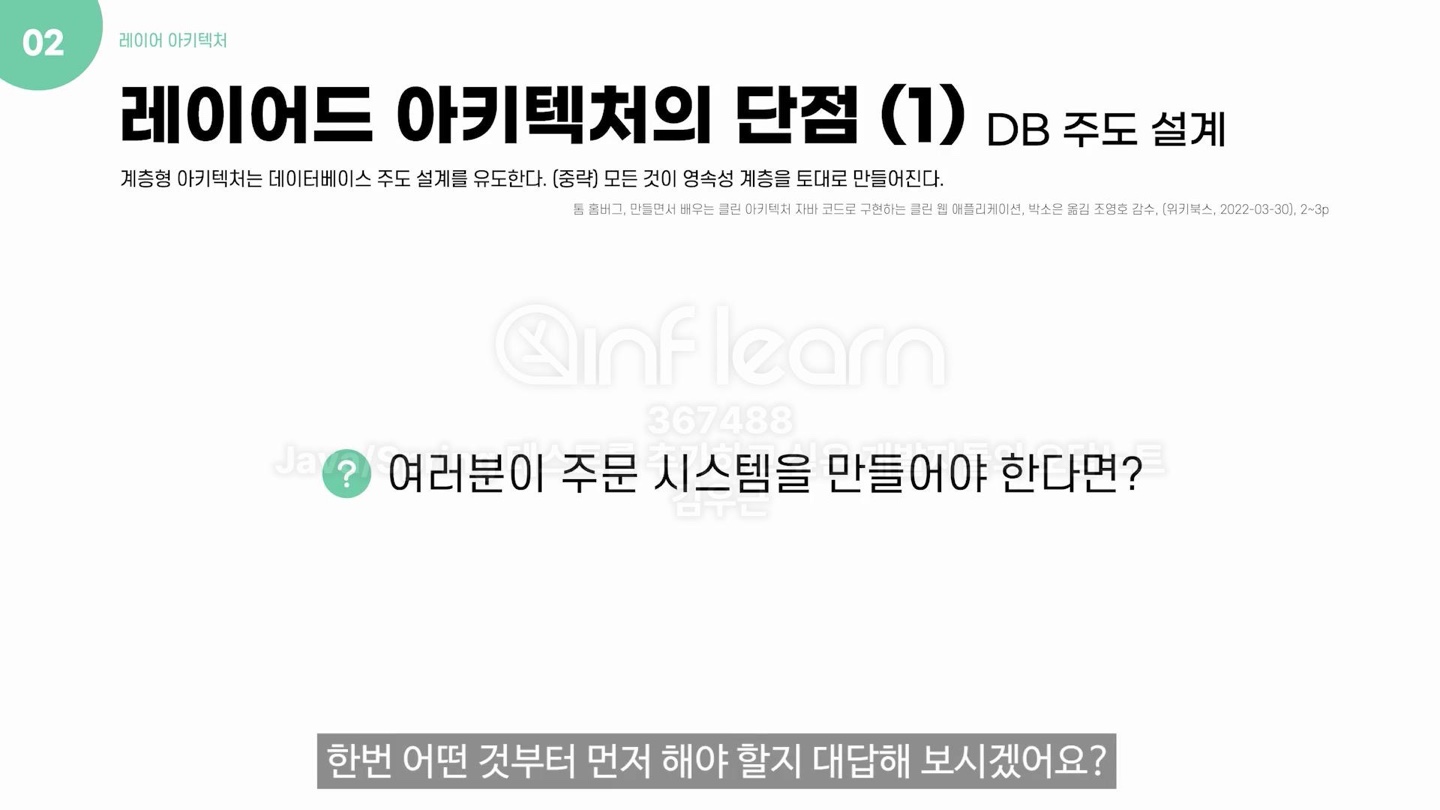 02
레이어 아키텍처
레이어드 아키텍처의 단점 (1) DB 주도 설계
계층형 아키텍처는 데이터베이스 주도 설계를 유도한다. (중략) 모든 것이 영속성 계층을 토대로 만들어진다.
톰 홈버그, 만들면서 배우는 클린 아키텍처 자바 코드로 구현하는 클린 웹 애플리케이션, 박소은 옮김 조영호 감수, (위키북스, 2022-03-30), 2~3p
inflearn
367488
? 여러분이 주문 시스템을 만들어야 한다면?
한번 어떤 것부터 먼저 해야 할지 대답해 보시겠어요?